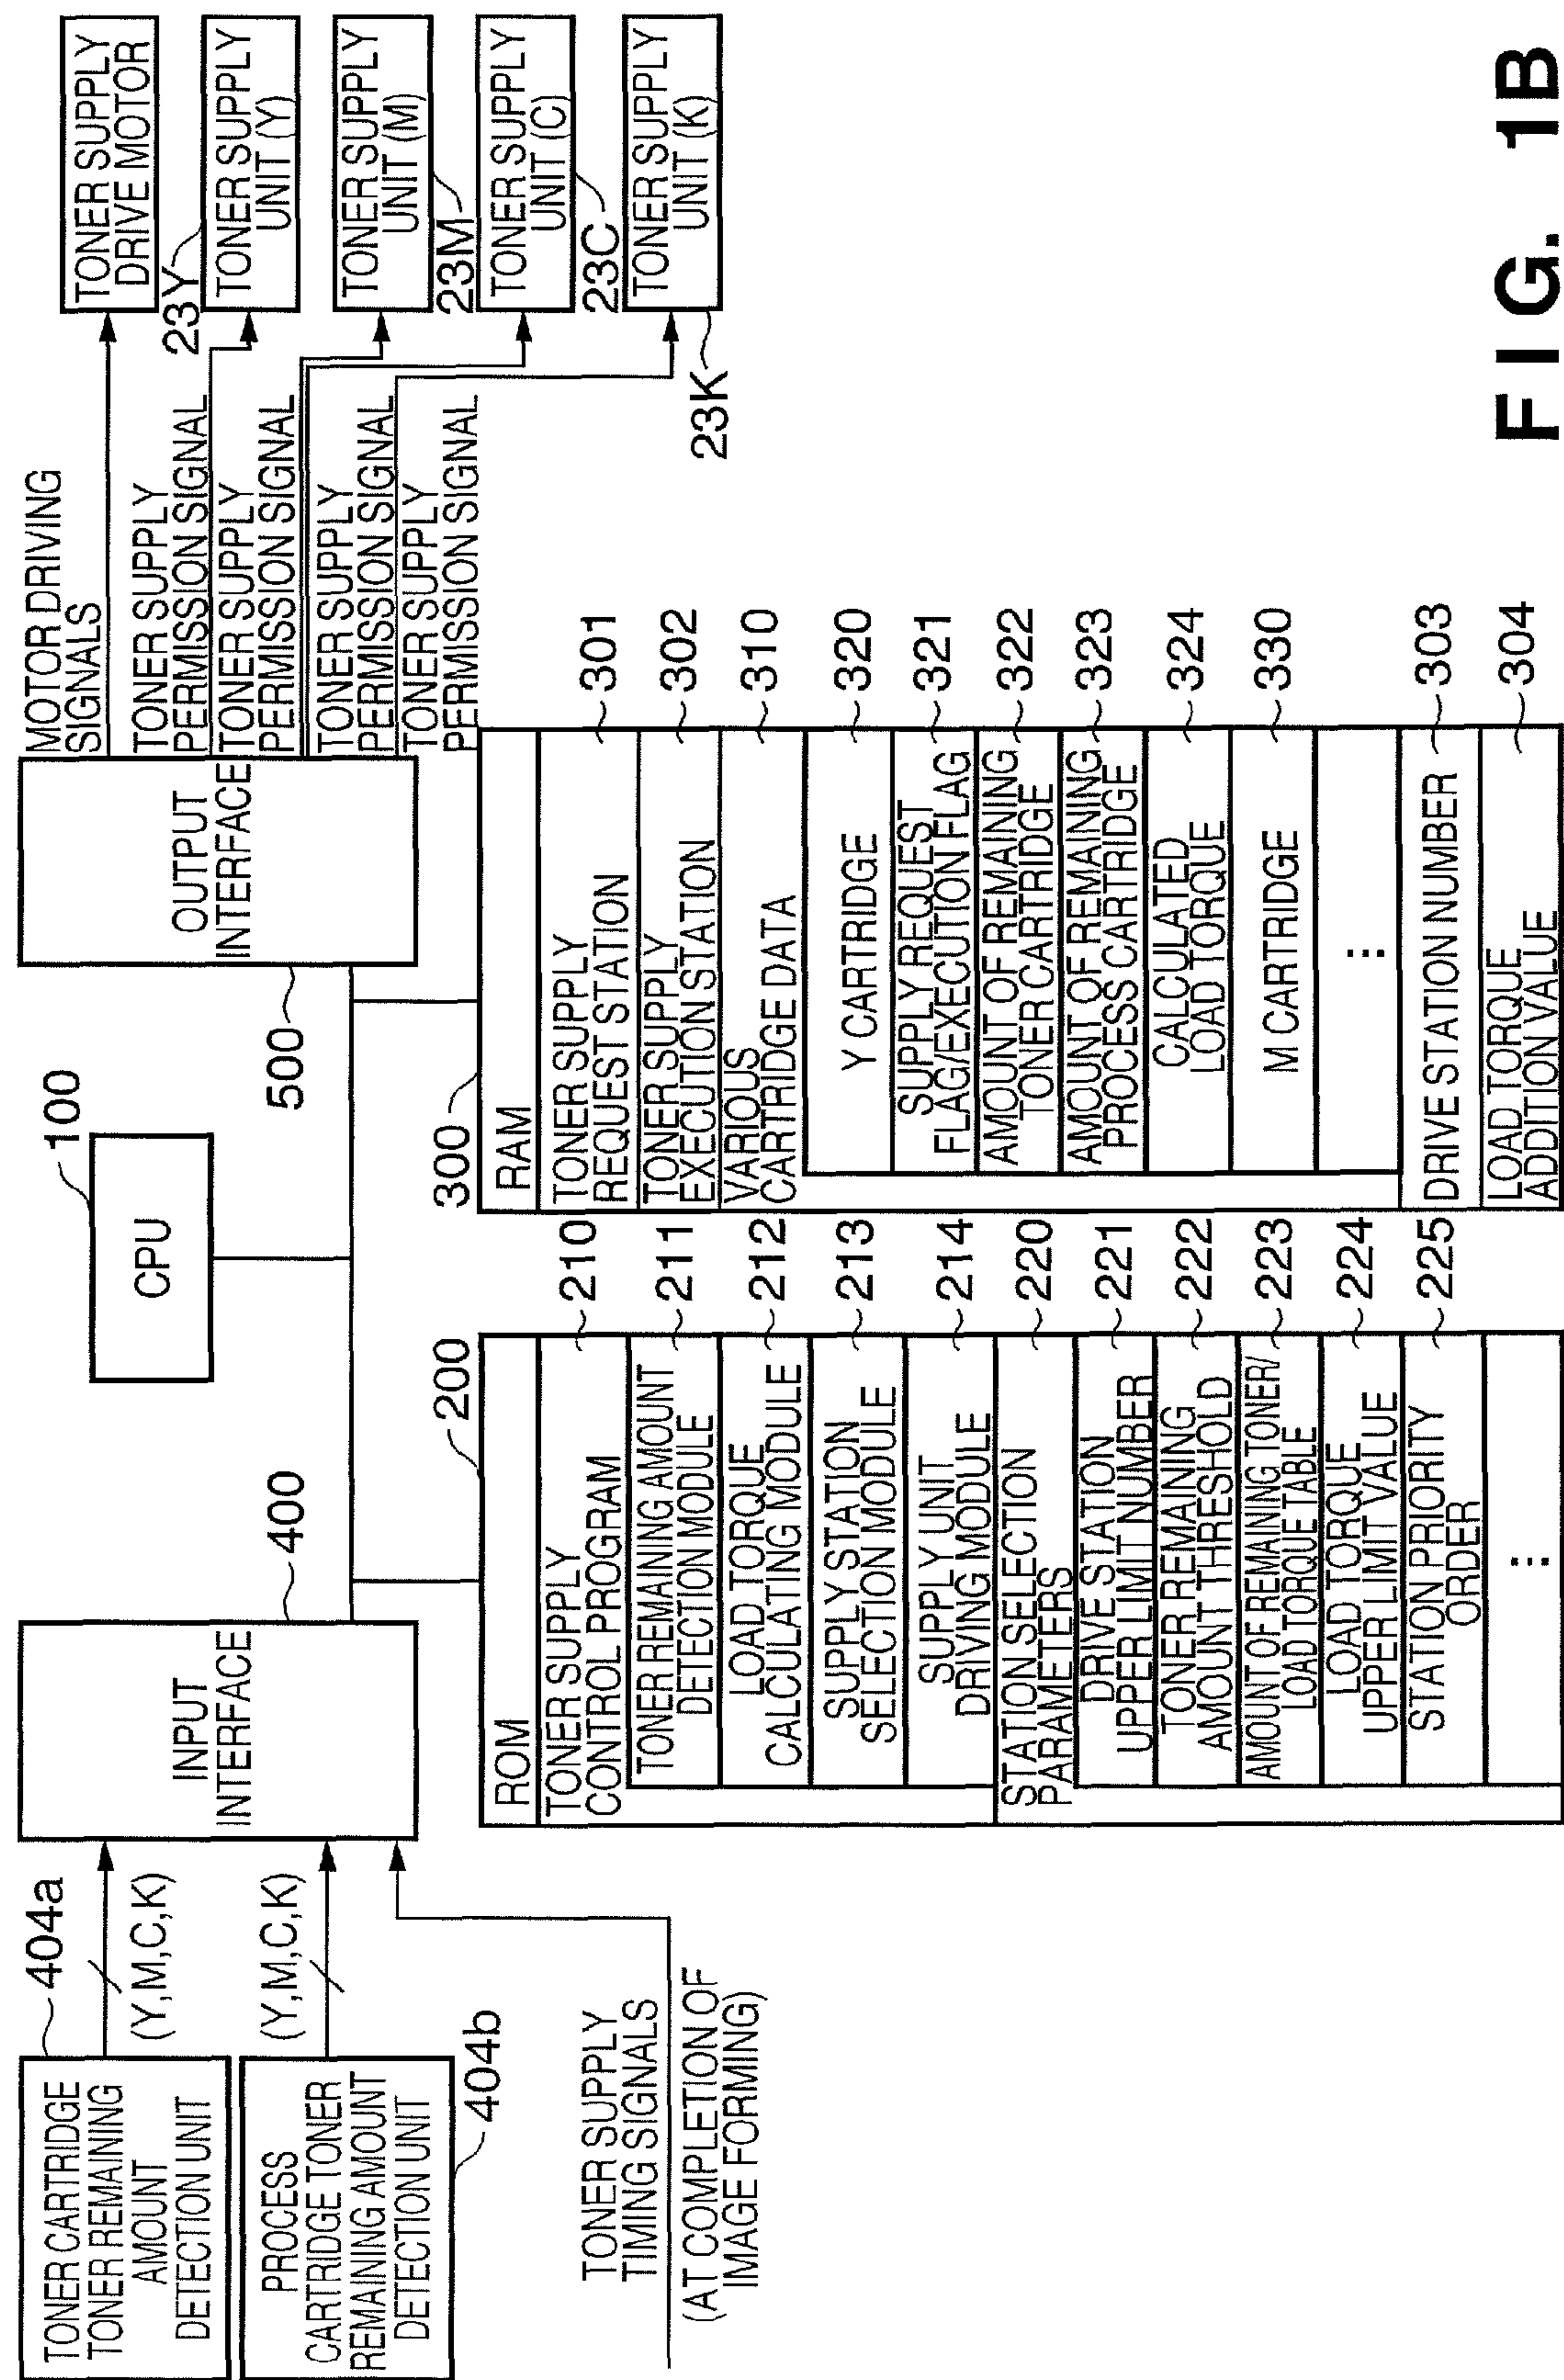 404a
TONER CARTRIDGE
TONER REMAINING
AMOUNT
DETECTION UNIT
(Y,M,C,K)
PROCESS
CARTRIDGE TONER
REMAINING AMOUNT
DETECTION UNIT
(Y,M,C,K)
404b
TONER SUPPLY
TIMING SIGNALS
(AT COMPLETION OF
IMAGE FORMING)
INPUT
INTERFACE
400
CPU
100
OUTPUT
INTERFACE
500
MOTOR DRIVING
SIGNALS
TONER SUPPLY
PERMISSION SIGNAL
TONER SUPPLY
PERMISSION SIGNAL
TONER SUPPLY
PERMISSION SIGNAL
TONER SUPPLY
PERMISSION SIGNAL
TONER SUPPLY
DRIVE MOTOR
23Y
TONER SUPPLY
UNIT (Y)
TONER SUPPLY
UNIT (M)
23M
TONER SUPPLY
UNIT (C)
23C
TONER SUPPLY
UNIT (K)
23K
200
ROM
TONER SUPPLY
CONTROL PROGRAM
210
TONER REMAINING AMOUNT
DETECTION MODULE
211
LOAD TORQUE
CALCULATING MODULE
212
SUPPLY STATION
SELECTION MODULE
213
SUPPLY UNIT
DRIVING MODULE
214
STATION SELECTION
PARAMETERS
220
DRIVE STATION
UPPER LIMIT NUMBER
221
TONER REMAINING
AMOUNT THRESHOLD
222
AMOUNT OF REMAINING TONER/
LOAD TORQUE TABLE
223
LOAD TORQUE
UPPER LIMIT VALUE
224
STATION PRIORITY
ORDER
225
...
300
RAM
TONER SUPPLY
REQUEST STATION
301
TONER SUPPLY
EXECUTION STATION
302
VARIOUS
CARTRIDGE DATA
310
Y CARTRIDGE
320
SUPPLY REQUEST
FLAG/EXECUTION FLAG
321
AMOUNT OF REMAINING
TONER CARTRIDGE
322
AMOUNT OF REMAINING
PROCESS CARTRIDGE
323
CALCULATED
LOAD TORQUE
324
M CARTRIDGE
330
...
DRIVE STATION NUMBER
303
LOAD TORQUE
ADDITION VALUE
304
FIG. 1B